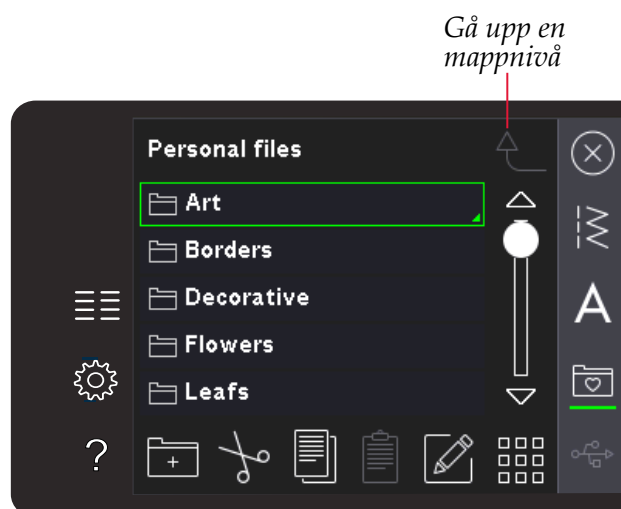 Gå upp en
mappnivå
Personal files
Art
Borders
Decorative
Flowers
Leafs
A
?